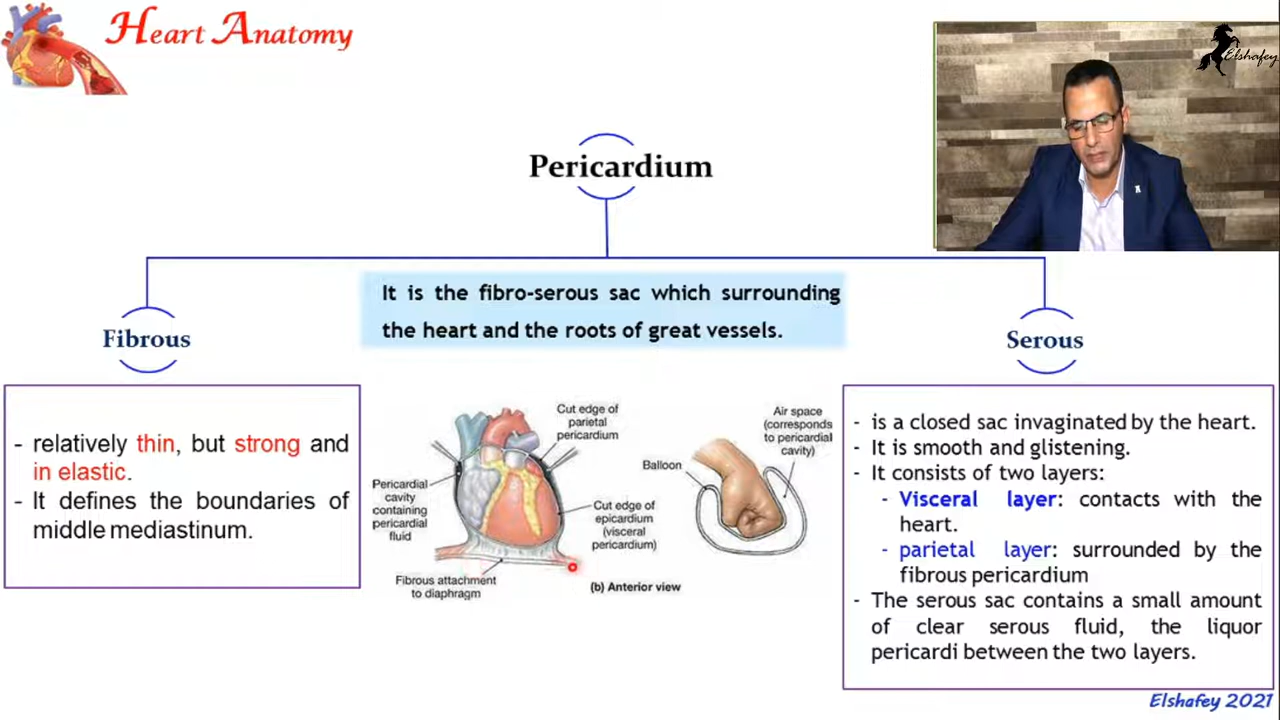 Heart Anatomy
Elshafey
Pericardium
It is the fibro-serous sac which surrounding
the heart and the roots of great vessels.
Fibrous
- relatively thin, but strong and
in elastic.
- It defines the boundaries of
middle mediastinum.
Cut edge of
parietal
pericardium
Pericardial
cavity
containing
pericardial
fluid
Cut edge of
epicardium
(visceral
pericardium)
Fibrous attachment
to diaphragm
Balloon
Air space
(corresponds
to pericardial
cavity)
(b) Anterior view
Serous
- is a closed sac invaginated by the heart.
- It is smooth and glistening.
- It consists of two layers:
- Visceral layer: contacts with the
heart.
- parietal layer: surrounded by the
fibrous pericardium
- The serous sac contains a small amount
of clear serous fluid, the liquor
pericardi between the two layers.
Elshafey 2021